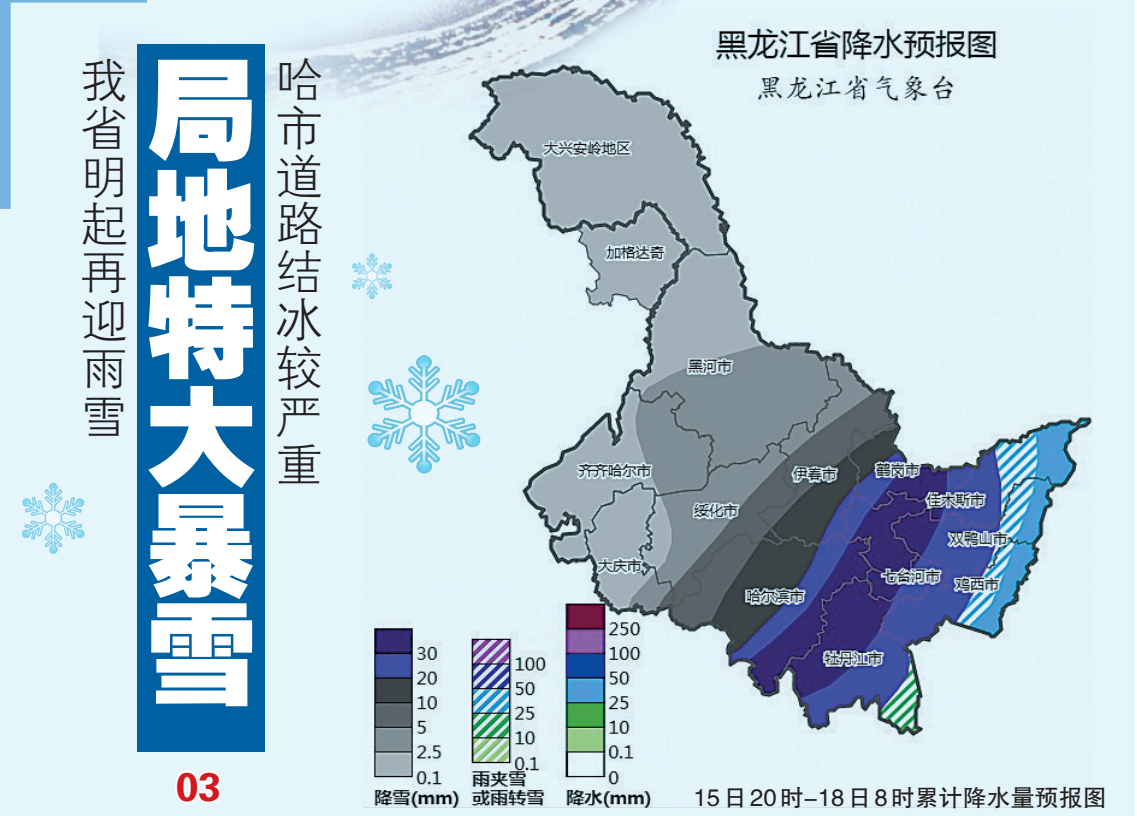 我省明起再迎雨雪
局地特大暴雪
哈市道路结冰较严重
03
黑龙江省降水预报图
黑龙江省气象台
大兴安岭地区
加格达奇
黑河市
齐齐哈尔市
伊春市
鹤岗市
佳木斯市
绥化市
双鸭山市
大庆市
七台河市
鸡西市
哈尔滨市
牡丹江市
30
20
10
5
2.5
0.1
降雪(mm)
100
50
25
10
0.1
雨夹雪
或雨转雪
250
100
50
25
10
0.1
0
降水(mm)
15日20时-18日8时累计降水量预报图